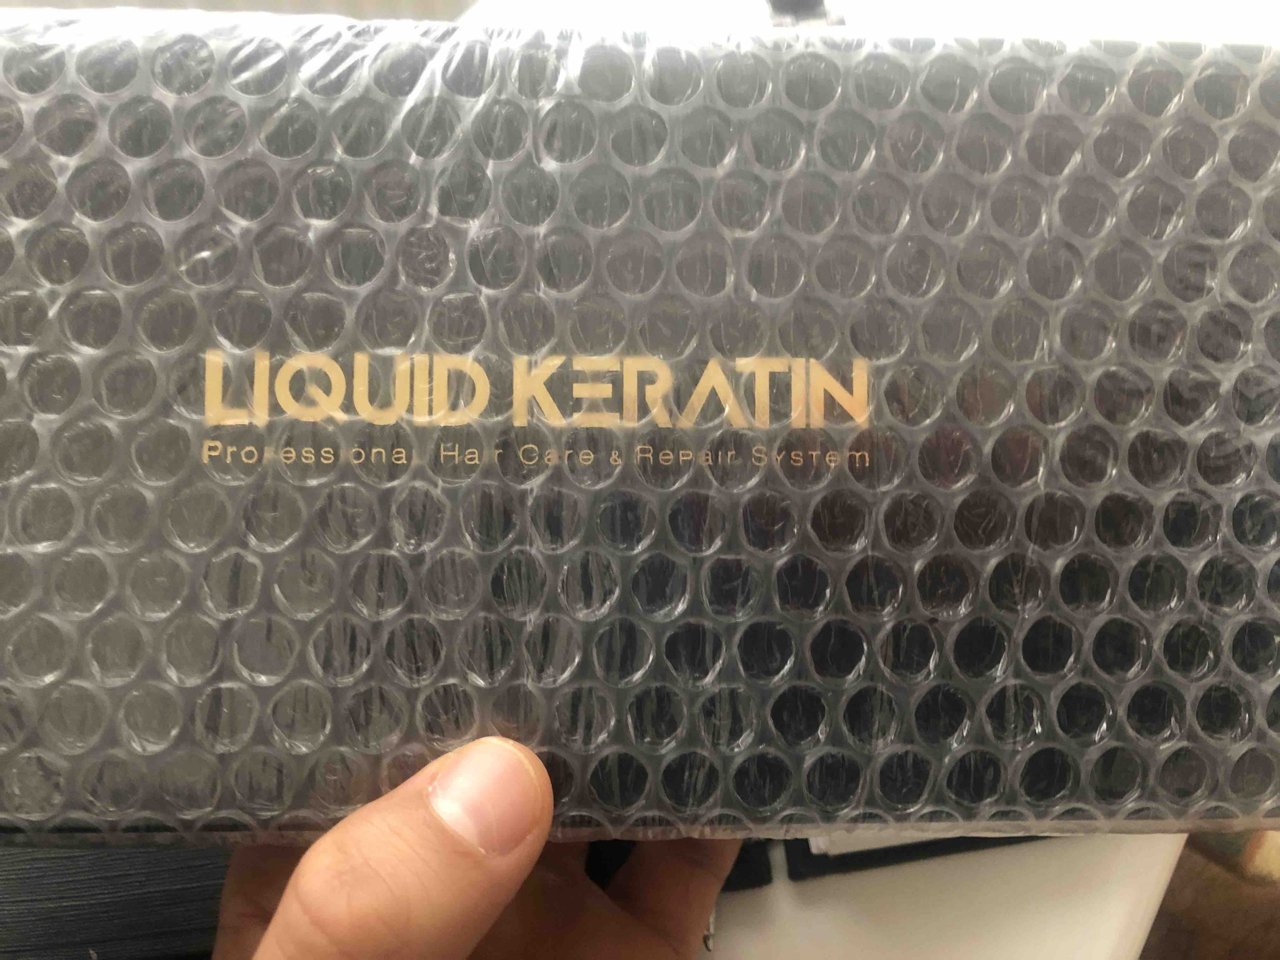 LIQUID KERATIN
Professional Hair Care & Repair System